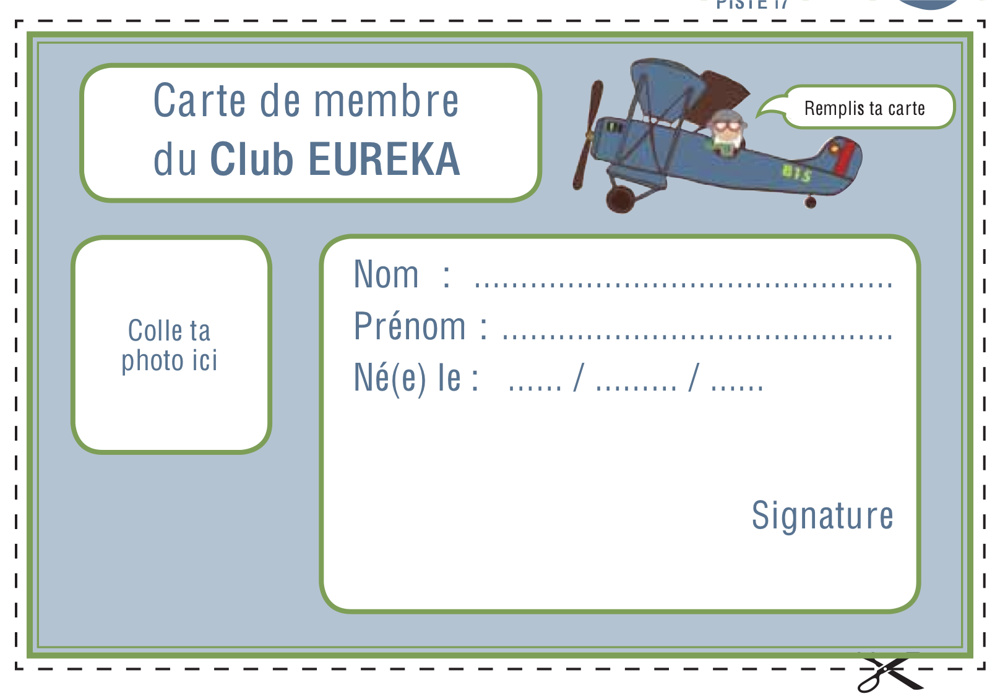 PISTE 17
Carte de membre
du Club EUREKA
Remplis ta carte
815
Colle ta
photo ici
Nom : .............................................
Prénom : ..........................................
Né(e) le : ...... / ......... / ......
Signature